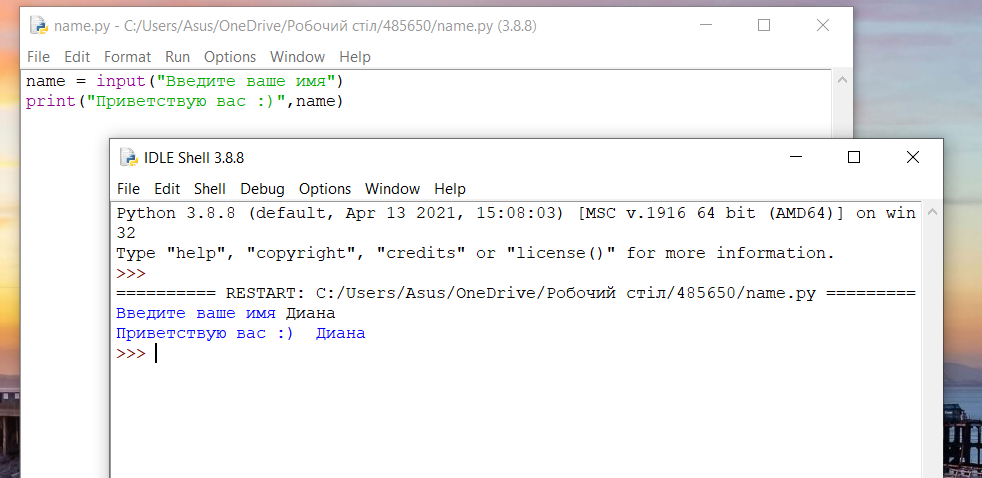 name.py - C:/Users/Asus/OneDrive/Робочий стіл/485650/name.py (3.8.8)
File Edit Format Run Options Window Help
name = input("Введите ваше имя")
print("Приветствую вас :)",name)
IDLE Shell 3.8.8
File Edit Shell Debug Options Window Help
Python 3.8.8 (default, Apr 13 2021, 15:08:03) [MSC v.1916 64 bit (AMD64)] on win
32
Type "help", "copyright", "credits" or "license()" for more information.
>>>
========== RESTART: C:/Users/Asus/OneDrive/Робочий стіл/485650/name.py =========
Введите ваше имя Диана
Приветствую вас :)  Диана
>>>